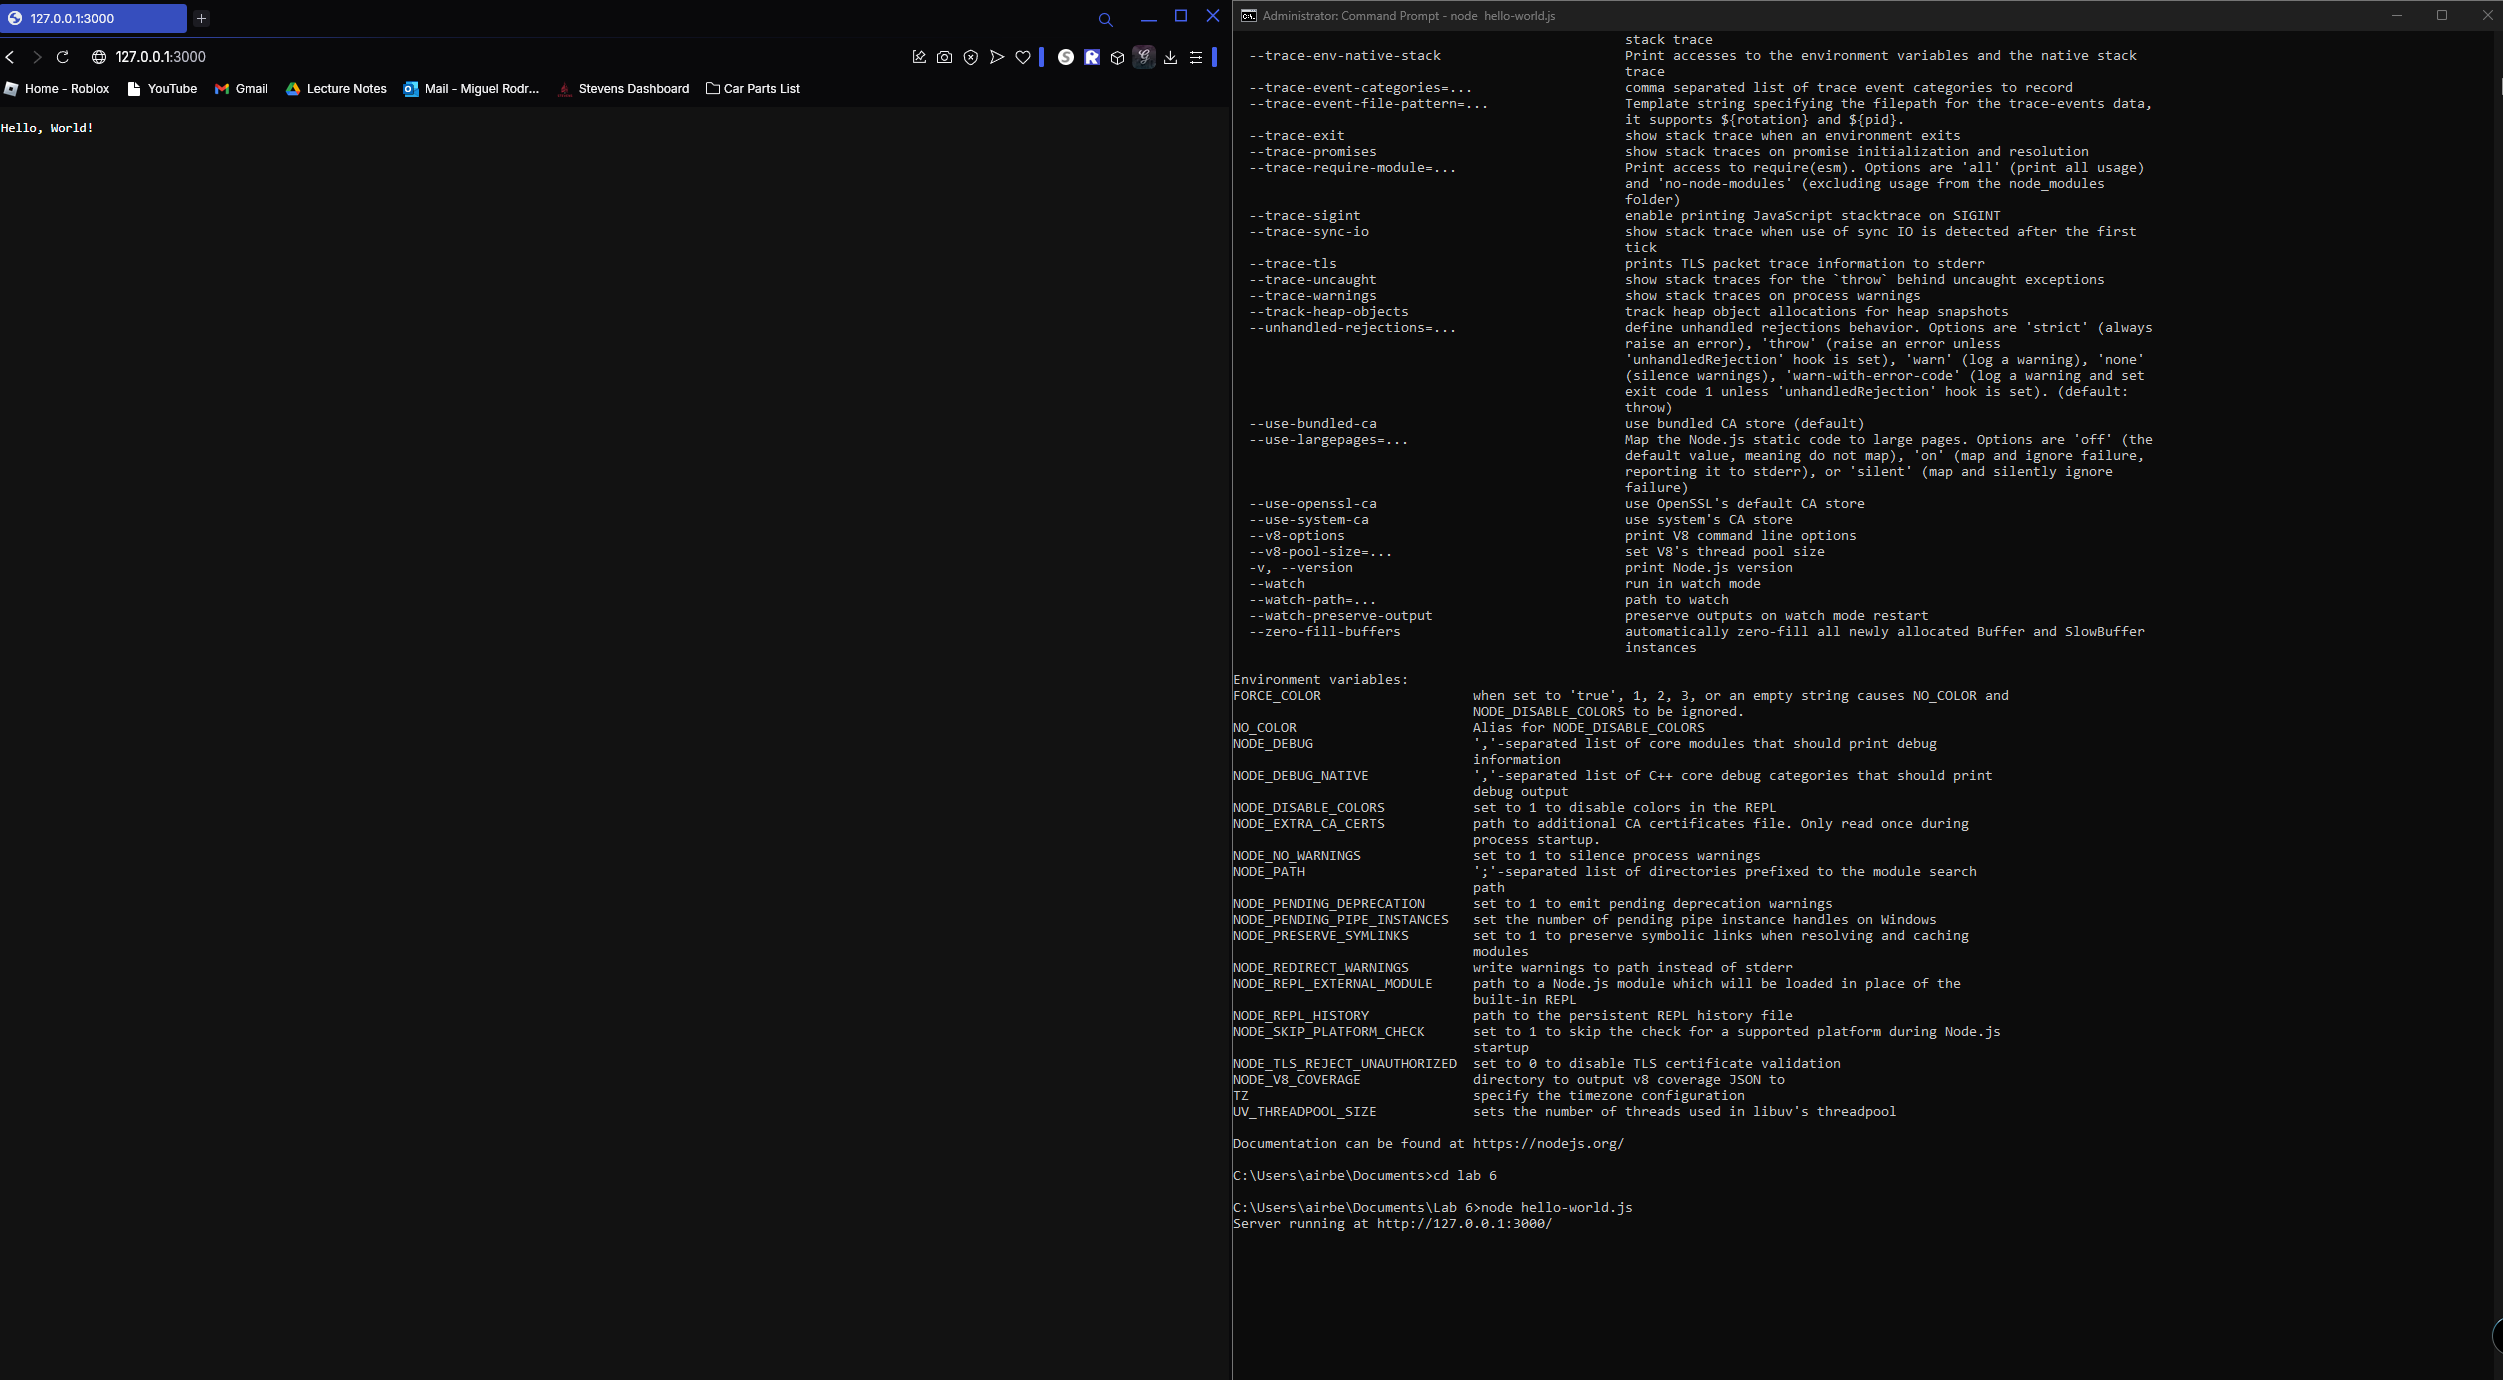 127.0.0.1:3000
127.0.0.1:3000
Home - Roblox YouTube Gmail Lecture Notes Mail - Miguel Rodr... Stevens Dashboard Car Parts List
Hello, World!
Administrator: Command Prompt - node hello-world.js
stack trace
--trace-env-native-stack Print accesses to the environment variables and the native stack
trace
--trace-event-categories=... comma separated list of trace event categories to record
--trace-event-file-pattern=... Template string specifying the filepath for the trace-events data,
it supports ${rotation} and ${pid}.
--trace-exit show stack trace when an environment exits
--trace-promises show stack traces on promise initialization and resolution
--trace-require-module=... Print access to require(esm). Options are 'all' (print all usage)
and 'no-node-modules' (excluding usage from the node_modules
folder)
--trace-sigint enable printing JavaScript stacktrace on SIGINT
--trace-sync-io show stack trace when use of sync IO is detected after the first
tick
--trace-tls prints TLS packet trace information to stderr
--trace-uncaught show stack traces for the `throw` behind uncaught exceptions
--trace-warnings show stack traces on process warnings
--track-heap-objects track heap object allocations for heap snapshots
--unhandled-rejections=... define unhandled rejections behavior. Options are 'strict' (always
raise an error), 'throw' (raise an error unless
'unhandledRejection' hook is set), 'warn' (log a warning), 'none'
(silence warnings), 'warn-with-error-code' (log a warning and set
exit code 1 unless 'unhandledRejection' hook is set). (default:
throw)
--use-bundled-ca use bundled CA store (default)
--use-largepages=... Map the Node.js static code to large pages. Options are 'off' (the
default value, meaning do not map), 'on' (map and ignore failure,
reporting it to stderr), or 'silent' (map and silently ignore
failure)
--use-openssl-ca use OpenSSL's default CA store
--use-system-ca use system's CA store
--v8-options print V8 command line options
--v8-pool-size=... set V8's thread pool size
-v, --version print Node.js version
--watch run in watch mode
--watch-path=... path to watch
--watch-preserve-output preserve outputs on watch mode restart
--zero-fill-buffers automatically zero-fill all newly allocated Buffer and SlowBuffer
instances
Environment variables:
FORCE_COLOR when set to 'true', 1, 2, 3, or an empty string causes NO_COLOR and
NODE_DISABLE_COLORS to be ignored.
NO_COLOR Alias for NODE_DISABLE_COLORS
NODE_DEBUG ','-separated list of core modules that should print debug
information
NODE_DEBUG_NATIVE ','-separated list of C++ core debug categories that should print
debug output
NODE_DISABLE_COLORS set to 1 to disable colors in the REPL
NODE_EXTRA_CA_CERTS path to additional CA certificates file. Only read once during
process startup.
NODE_NO_WARNINGS set to 1 to silence process warnings
NODE_PATH ';'-separated list of directories prefixed to the module search
path
NODE_PENDING_DEPRECATION set to 1 to emit pending deprecation warnings
NODE_PENDING_PIPE_INSTANCES set the number of pending pipe instance handles on Windows
NODE_PRESERVE_SYMLINKS set to 1 to preserve symbolic links when resolving and caching
modules
NODE_REDIRECT_WARNINGS write warnings to path instead of stderr
NODE_REPL_EXTERNAL_MODULE path to a Node.js module which will be loaded in place of the
built-in REPL
NODE_REPL_HISTORY path to the persistent REPL history file
NODE_SKIP_PLATFORM_CHECK set to 1 to skip the check for a supported platform during Node.js
startup
NODE_TLS_REJECT_UNAUTHORIZED set to 0 to disable TLS certificate validation
NODE_V8_COVERAGE directory to output v8 coverage JSON to
TZ specify the timezone configuration
UV_THREADPOOL_SIZE sets the number of threads used in libuv's threadpool
Documentation can be found at https://nodejs.org/
C:\Users\airbe\Documents>cd lab 6
C:\Users\airbe\Documents\Lab 6>node hello-world.js
Server running at http://127.0.0.1:3000/